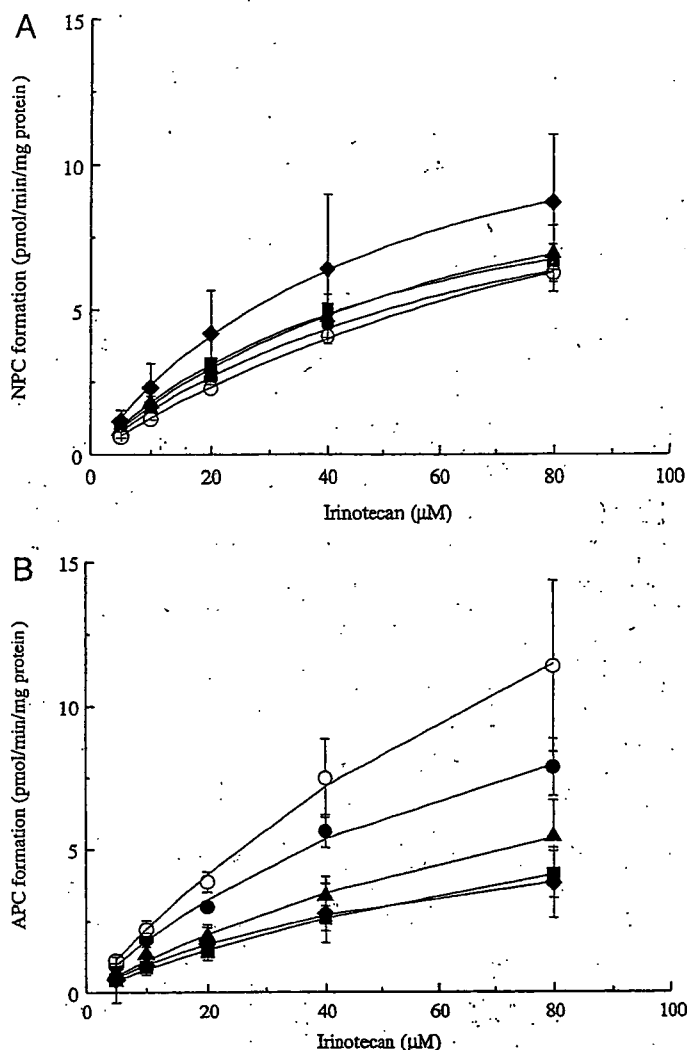 A
15
10
5
0
NPC formation (pmol/min/mg protein)
0 20 40 60 80 100
Irinotecan (μM)
B
15
10
5
0
APC formation (pmol/min/mg protein)
0 20 40 60 80 100
Irinotecan (μM)